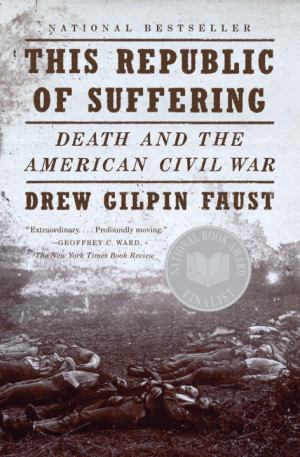 NATIONAL BESTSELLER
THIS REPUBLIC
OF SUFFERING
DEATH AND THE
AMERICAN CIVIL WAR
DREW GILPIN FAUST
"Extraordinary. . . . Profoundly moving."
—GEOFFREY C. WARD,
The New York Times Book Review
NATIONAL BOOK AWARD
FINALIST